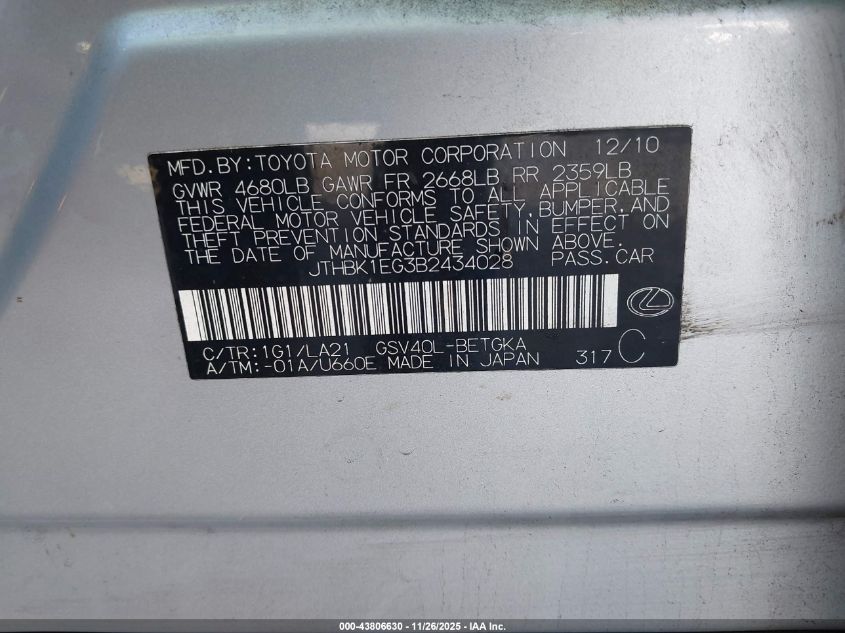 MFD.BY:TOYOTA MOTOR CORPORATION 12/10
GVWR 4680LB GAWR FR 2668LB RR 2359LB
THIS VEHICLE CONFORMS TO ALL APPLICABLE
FEDERAL MOTOR VEHICLE SAFETY,BUMPER,AND
THEFT PREVENTION STANDARDS IN EFFECT ON
THE DATE OF MANUFACTURE SHOWN ABOVE.
JTHBK1EG3B2434028 PASS.CAR
C/TR:1G1/LA21 GSV40L-BETGKA
A/TM:-01A/U660E MADE IN JAPAN 317 C
000-43806630 - 11/26/2025 - IAA Inc.